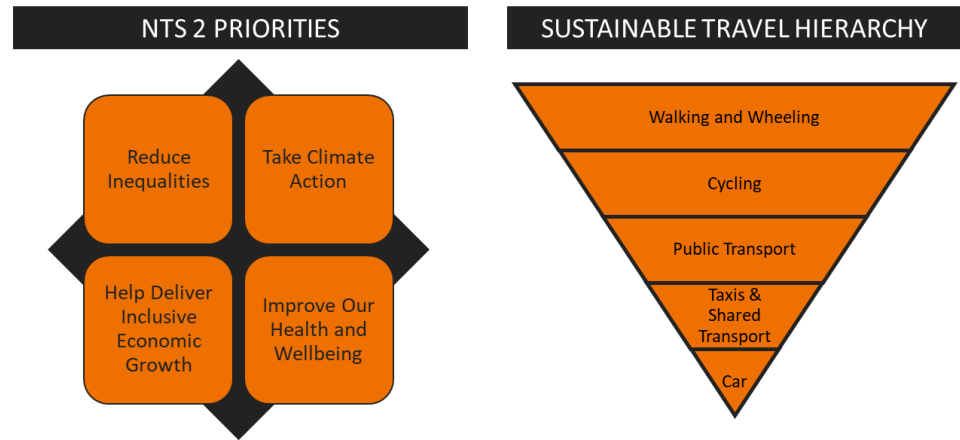 NTS 2 PRIORITIES
Reduce
Inequalities
Take Climate
Action
Help Deliver
Inclusive
Economic
Growth
Improve Our
Health and
Wellbeing
SUSTAINABLE TRAVEL HIERARCHY
Walking and Wheeling
Cycling
Public Transport
Taxis &
Shared
Transport
Car